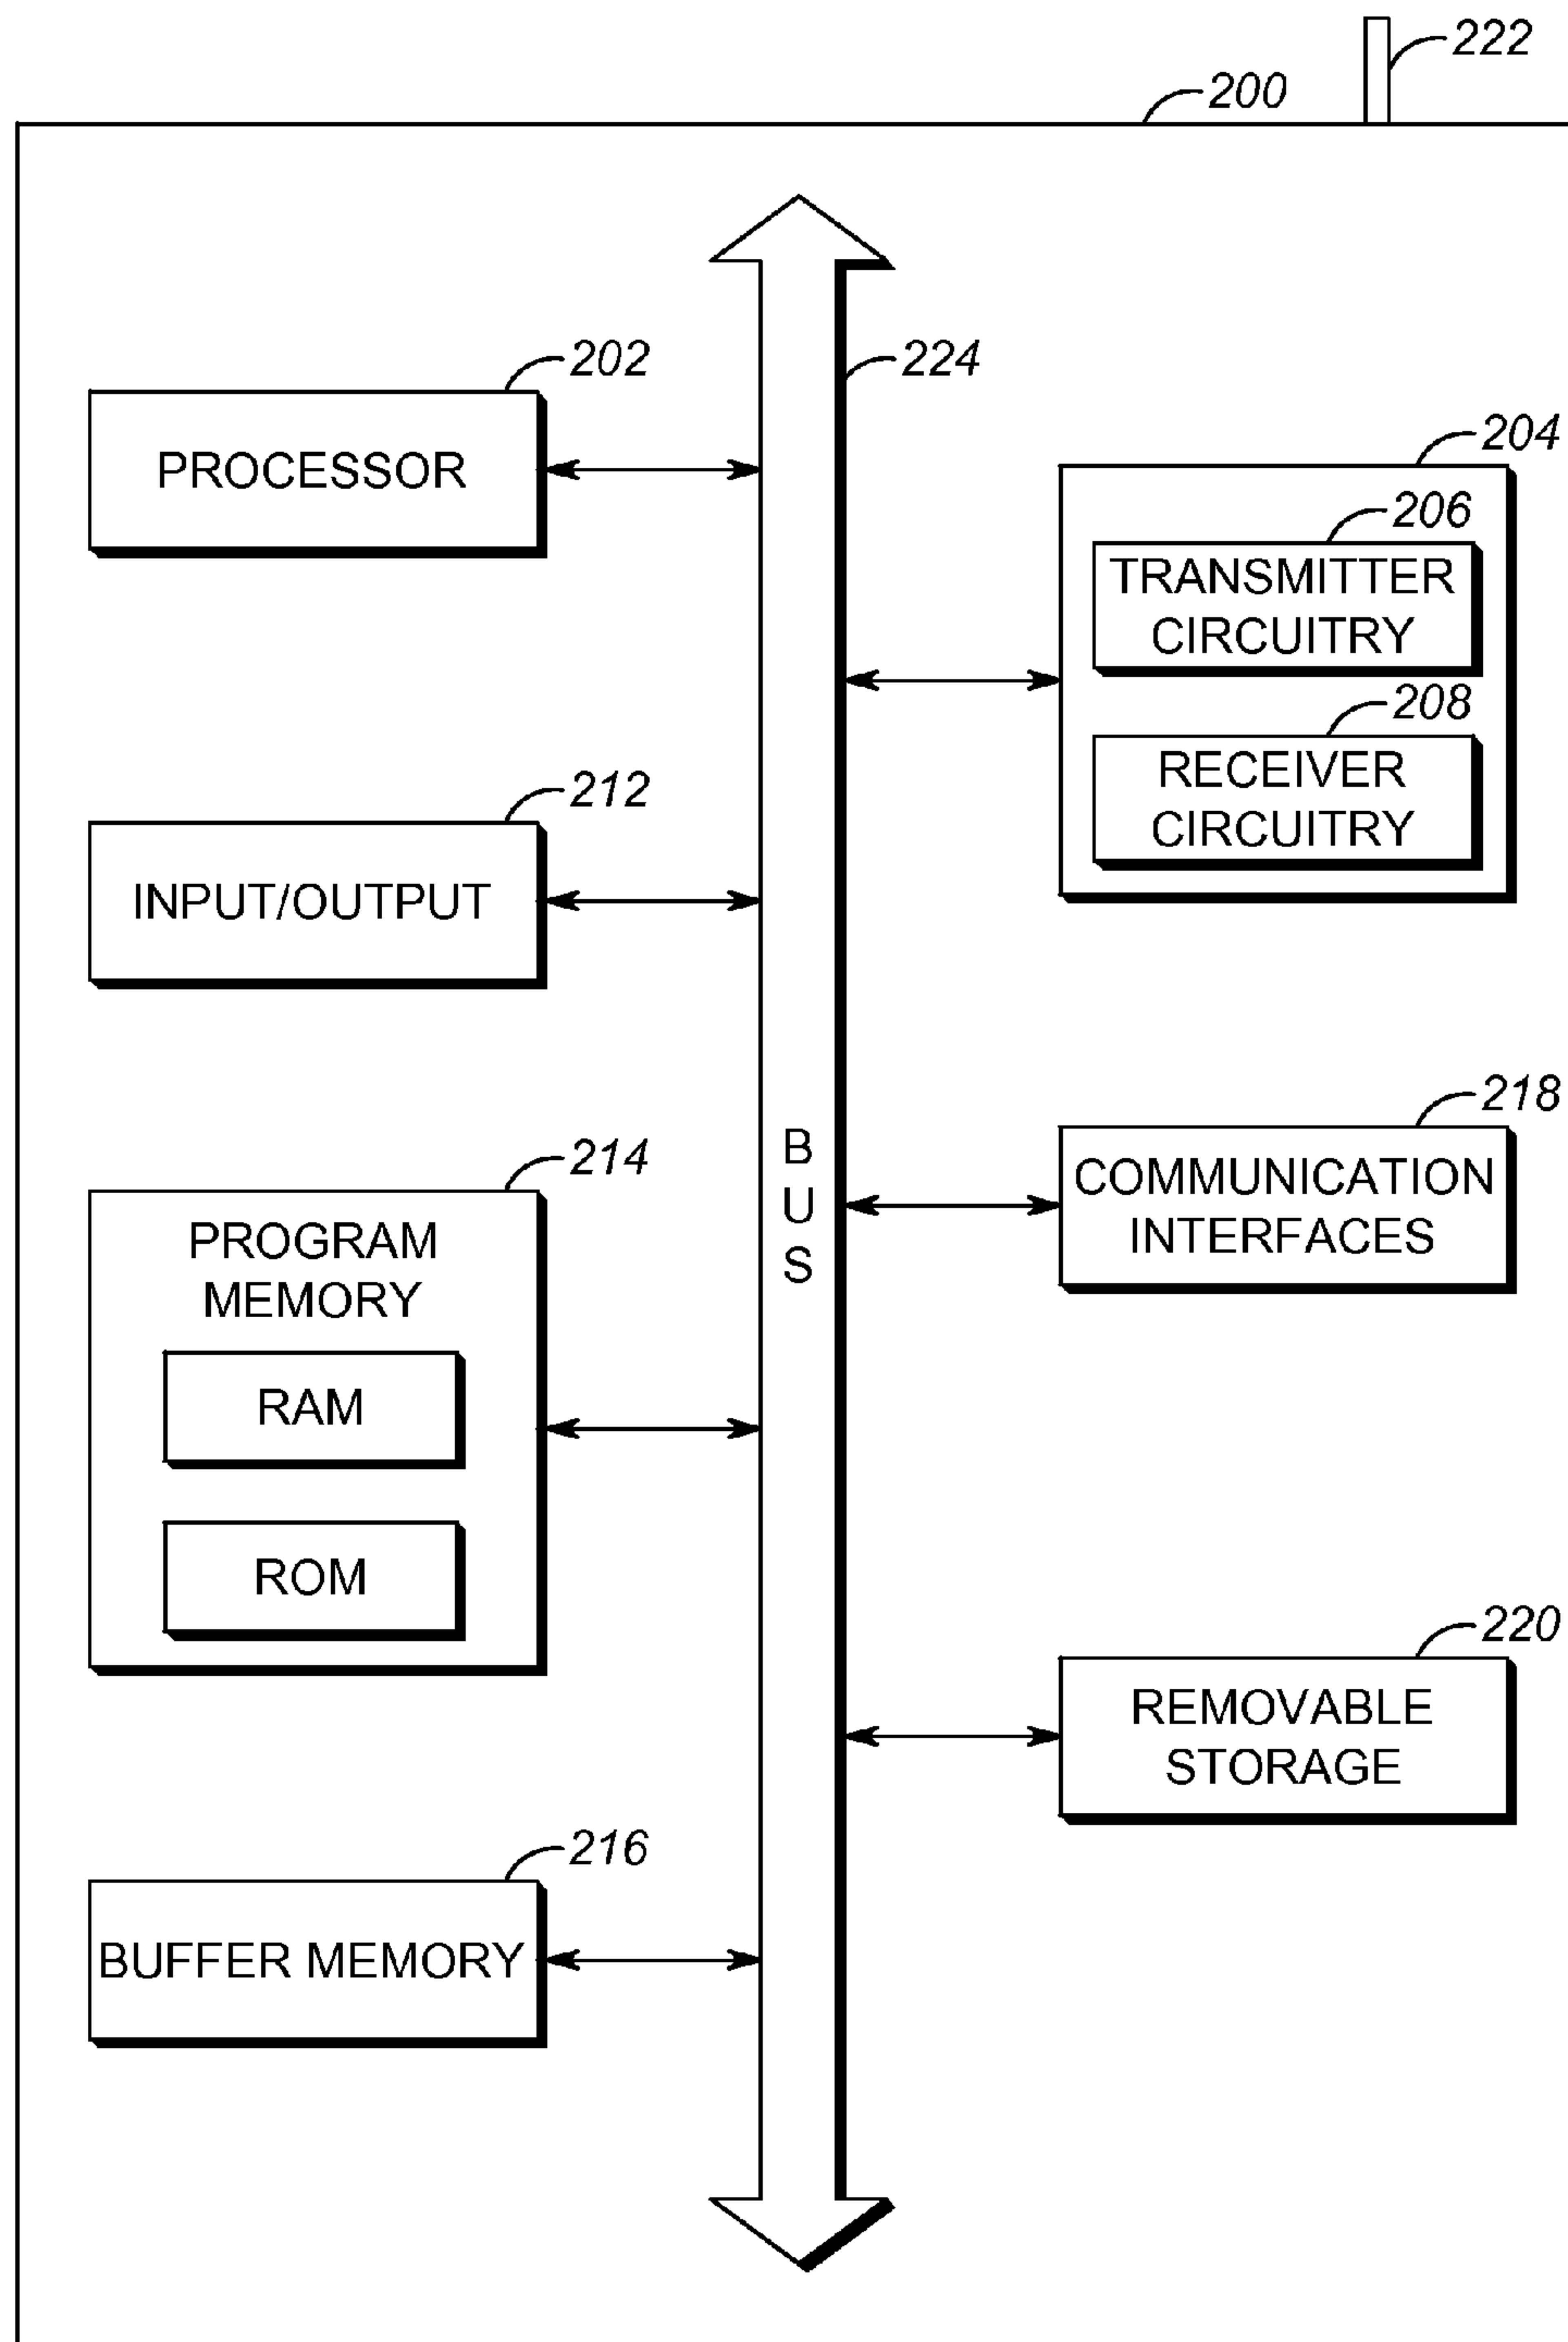 222
200
202
PROCESSOR
224
204
206
TRANSMITTER
CIRCUITRY
208
RECEIVER
CIRCUITRY
212
INPUT/OUTPUT
214
PROGRAM
MEMORY
RAM
ROM
B
U
S
218
COMMUNICATION
INTERFACES
220
REMOVABLE
STORAGE
216
BUFFER MEMORY